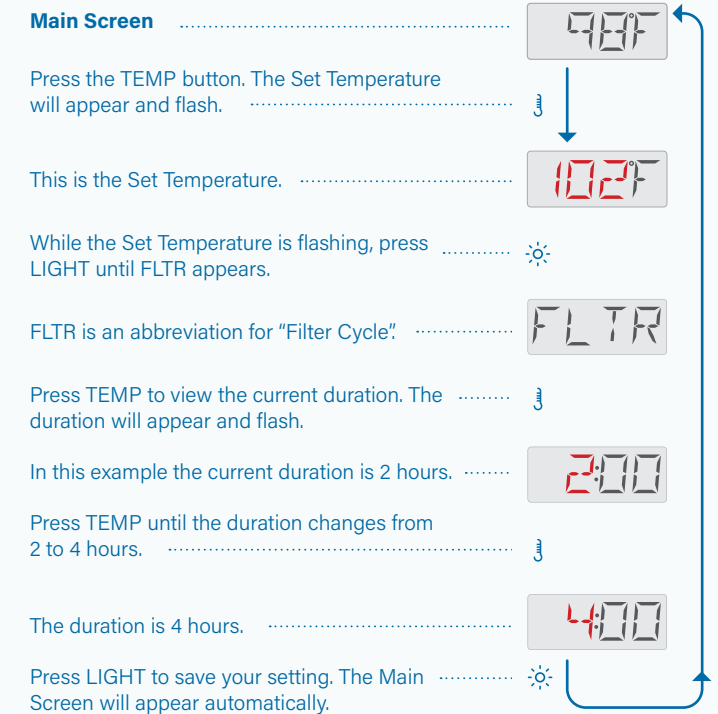 Main Screen
98°F
Press the TEMP button. The Set Temperature
will appear and flash.
This is the Set Temperature.
102°F
While the Set Temperature is flashing, press
LIGHT until FLTR appears.
FLTR is an abbreviation for “Filter Cycle”.
FLTR
Press TEMP to view the current duration. The
duration will appear and flash.
In this example the current duration is 2 hours.
2:00
Press TEMP until the duration changes from
2 to 4 hours.
The duration is 4 hours.
4:00
Press LIGHT to save your setting. The Main
Screen will appear automatically.